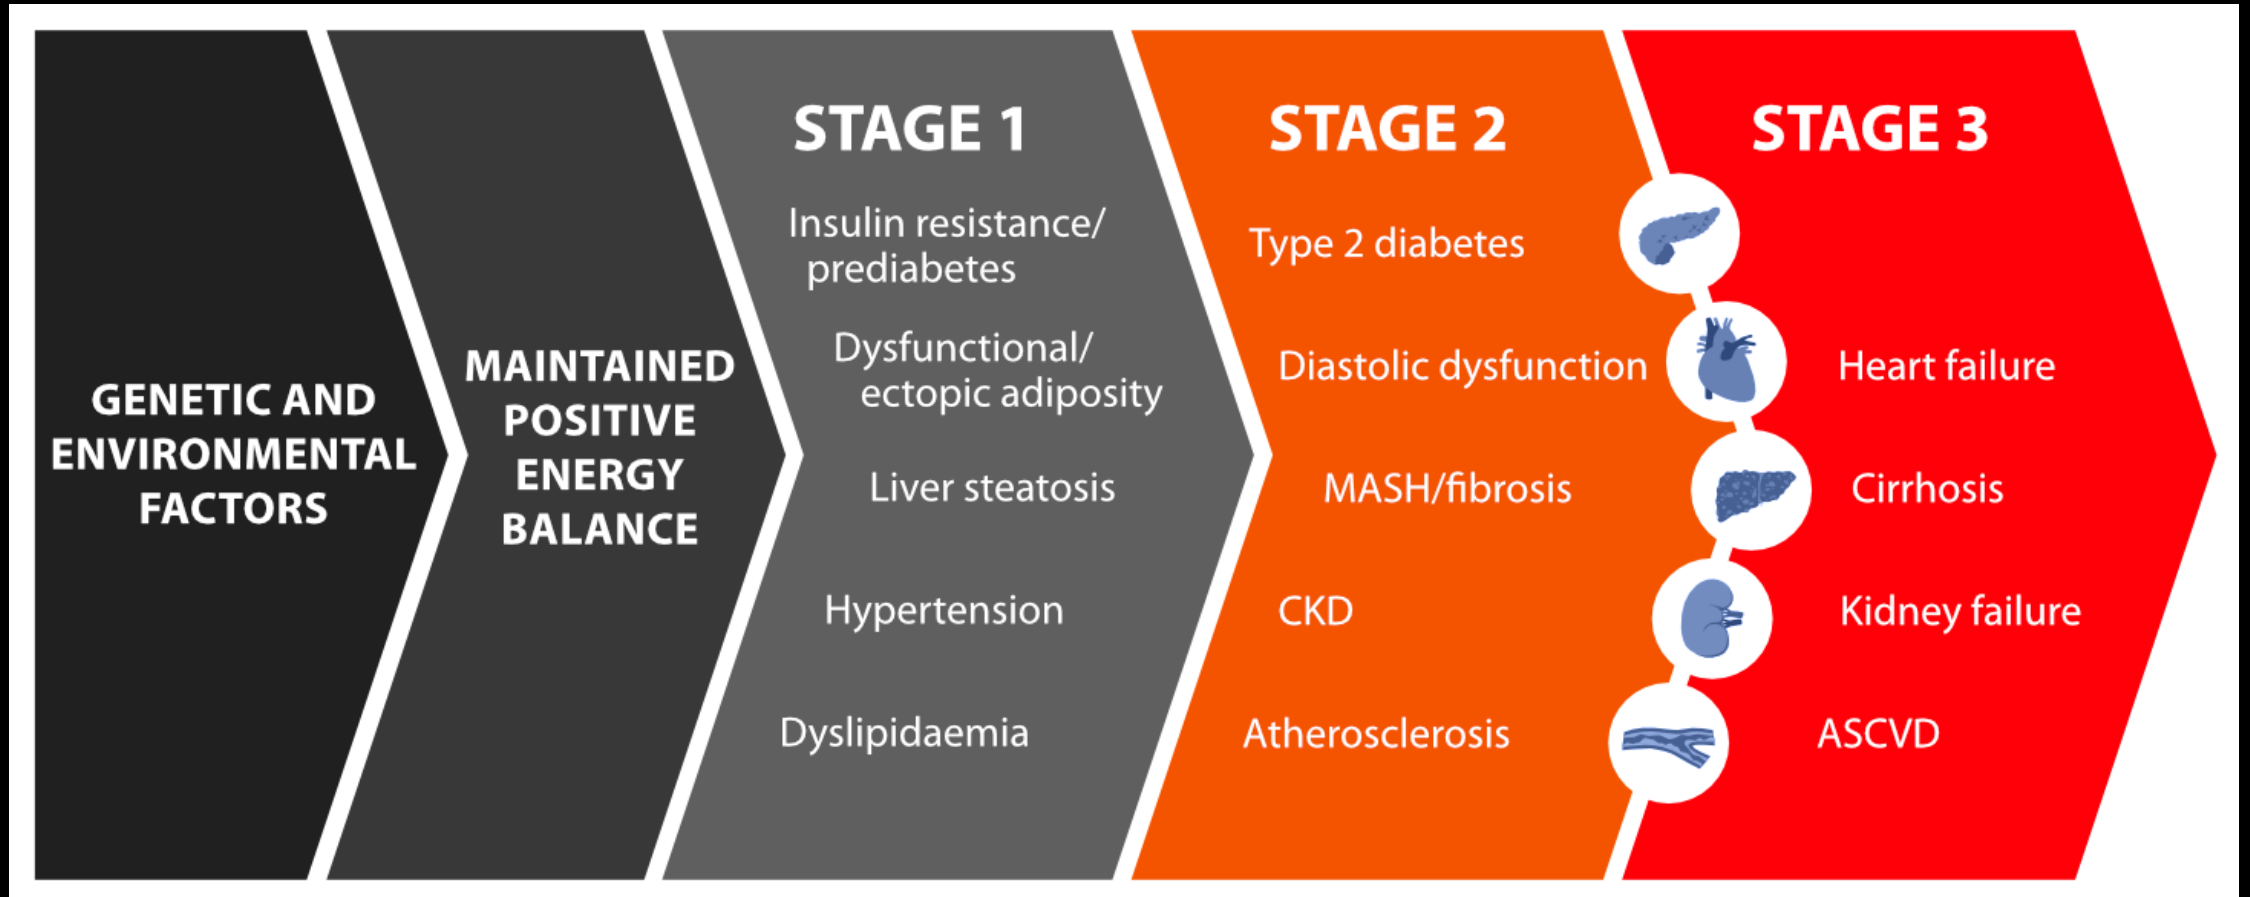 GENETIC AND
ENVIRONMENTAL
FACTORS
MAINTAINED
POSITIVE
ENERGY
BALANCE
STAGE 1
Insulin resistance/
prediabetes
Dysfunctional/
ectopic adiposity
Liver steatosis
Hypertension
Dyslipidaemia
STAGE 2
Type 2 diabetes
Diastolic dysfunction
MASH/fibrosis
CKD
Atherosclerosis
STAGE 3
Heart failure
Cirrhosis
Kidney failure
ASCVD